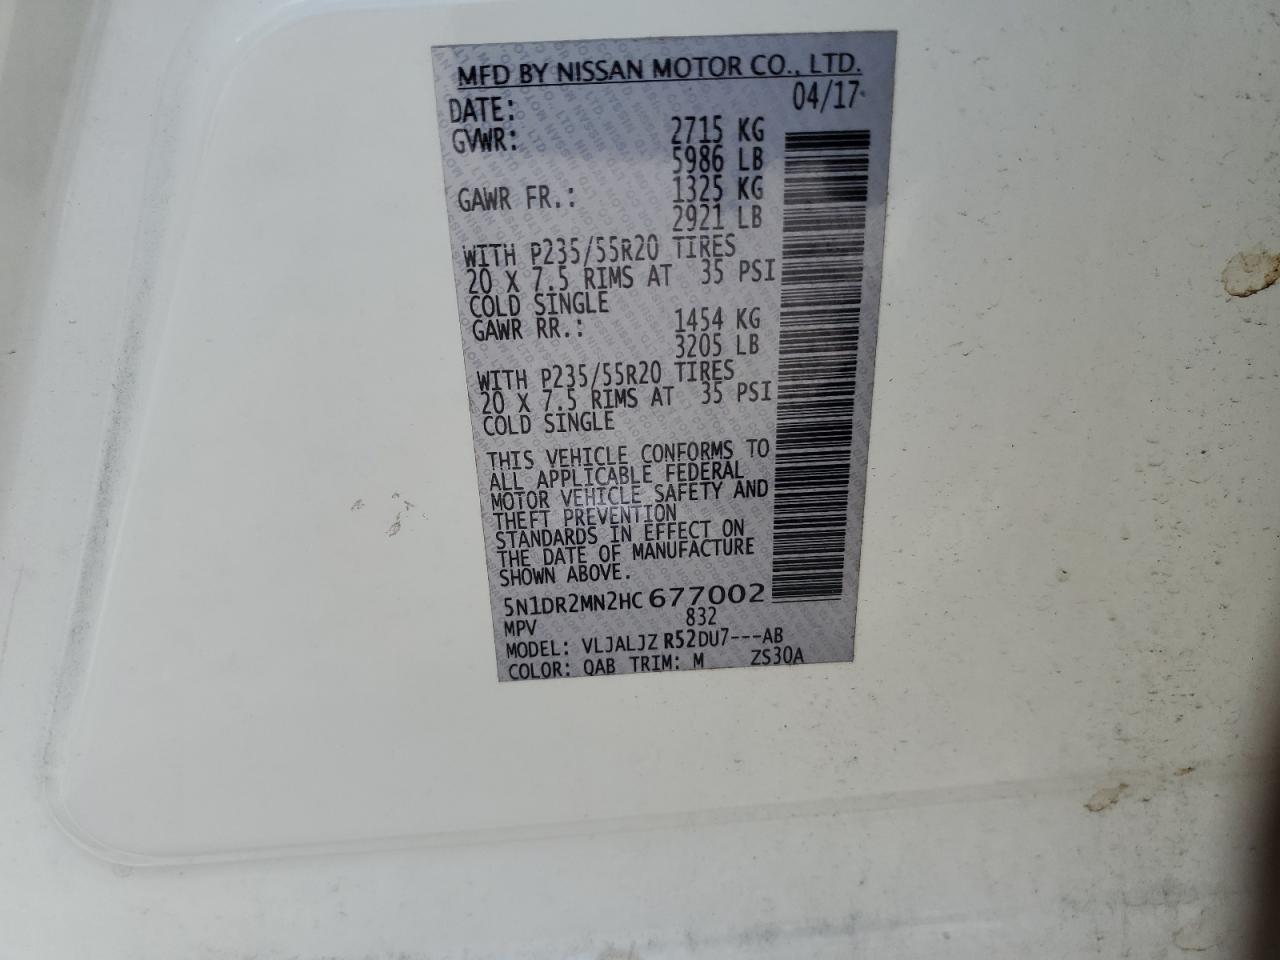 MFD BY NISSAN MOTOR CO., LTD.
DATE: 04/17
GVWR: 2715 KG
5986 LB
GAWR FR.: 1325 KG
2921 LB
WITH P235/55R20 TIRES
20 X 7.5 RIMS AT 35 PSI
COLD SINGLE
GAWR RR.: 1454 KG
3205 LB
WITH P235/55R20 TIRES
20 X 7.5 RIMS AT 35 PSI
COLD SINGLE
THIS VEHICLE CONFORMS TO
ALL APPLICABLE FEDERAL
MOTOR VEHICLE SAFETY AND
THEFT PREVENTION
STANDARDS IN EFFECT ON
THE DATE OF MANUFACTURE
SHOWN ABOVE.
5N1DR2MN2HC677002
MPV 832
MODEL: VLJALJZ R52DU7---AB
COLOR: QAB TRIM: M ZS30A